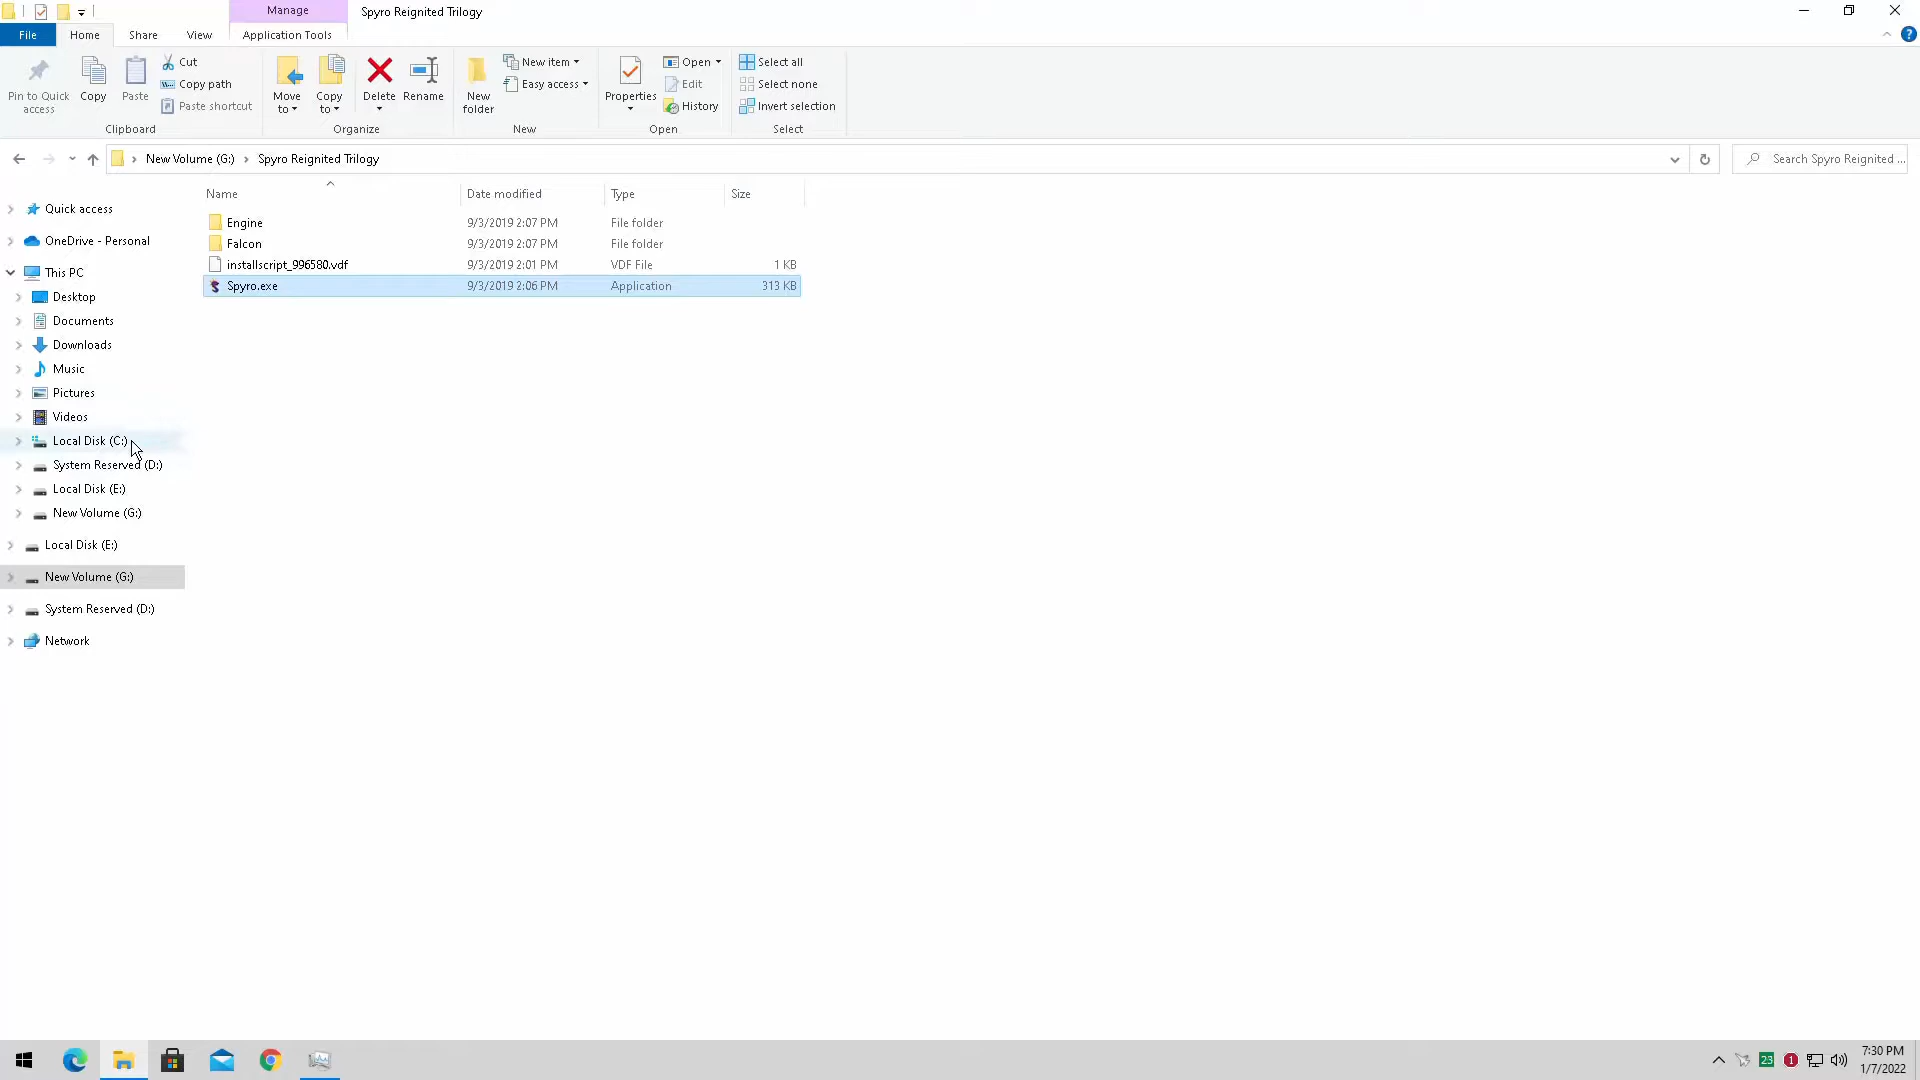 Manage
Spyro Reignited Trilogy
File
Home
Share
View
Application Tools
Pin to Quick access
Copy
Paste
Cut
Copy path
Paste shortcut
Clipboard
Move to
Copy to
Delete
Rename
Organize
New folder
New item
Easy access
New
Properties
Open
Edit
History
Open
Select all
Select none
Invert selection
Select
New Volume (G:)
Spyro Reignited Trilogy
Search Spyro Reignited ...
Name
Date modified
Type
Size
Engine 9/3/2019 2:07 PM File folder
Falcon 9/3/2019 2:07 PM File folder
installscript_996580.vdf 9/3/2019 2:01 PM VDF File 1 KB
Spyro.exe 9/3/2019 2:06 PM Application 313 KB
Quick access
OneDrive - Personal
This PC
Desktop
Documents
Downloads
Music
Pictures
Videos
Local Disk (C:)
System Reserved (D:)
Local Disk (E:)
New Volume (G:)
Local Disk (E:)
New Volume (G:)
System Reserved (D:)
Network
23
1
7:30 PM
1/7/2022